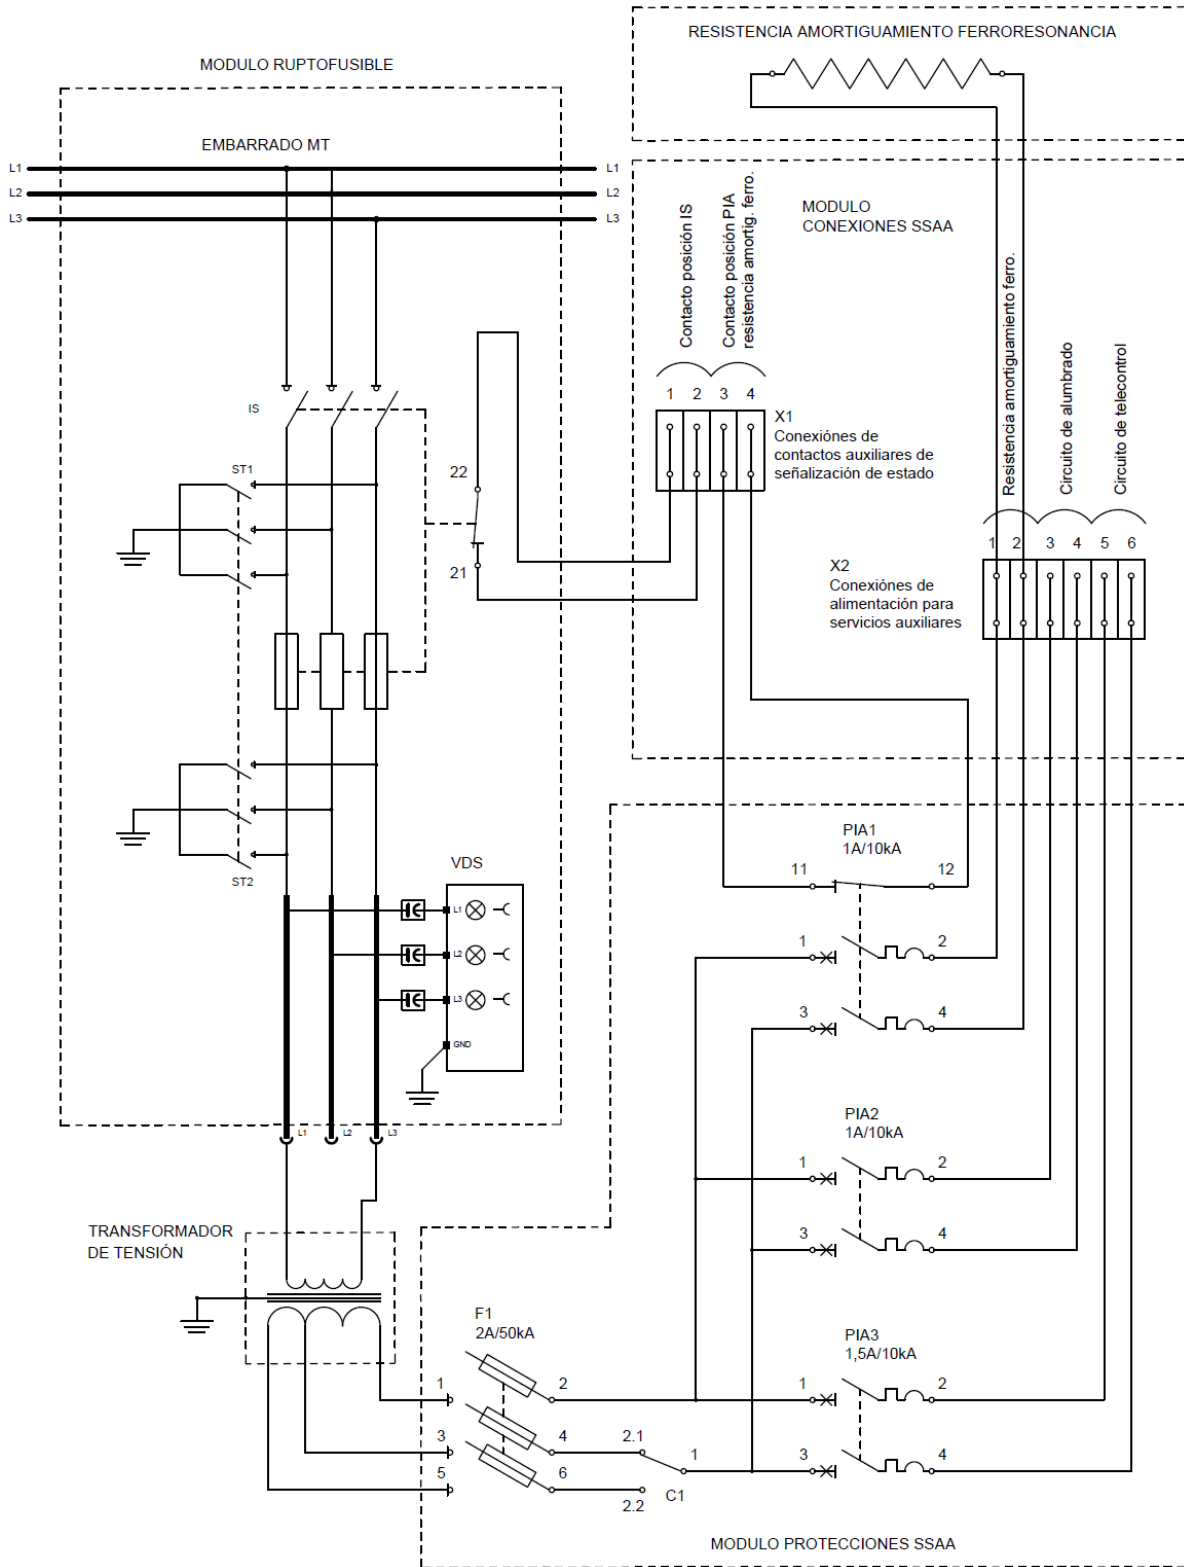 RESISTENCIA AMORTIGUAMIENTO FERRORESONANCIA
MODULO RUPTOFUSIBLE
EMBARRADO MT
L1
L1
L2
L2
L3
L3
MODULO
CONEXIONES SSAA
Contacto posición IS
Contacto posición PIA
resistencia amortig. ferro.
Resistencia amortiguamiento ferro.
Circuito de alumbrado
Circuito de telecontrol
1 2 3 4
X1
Conexiónes de
contactos auxiliares de
señalización de estado
IS
ST1
22
21
1 2 3 4 5 6
X2
Conexiónes de
alimentación para
servicios auxiliares
ST2
VDS
L1
L2
L3
GND
L1
L2
L3
PIA1
1A/10kA
11
12
1
2
3
4
PIA2
1A/10kA
1
2
3
4
TRANSFORMADOR
DE TENSIÓN
F1
2A/50kA
PIA3
1,5A/10kA
1
2
1
2
3
4
2.1
1
3
4
5
6
2.2
C1
MODULO PROTECCIONES SSAA